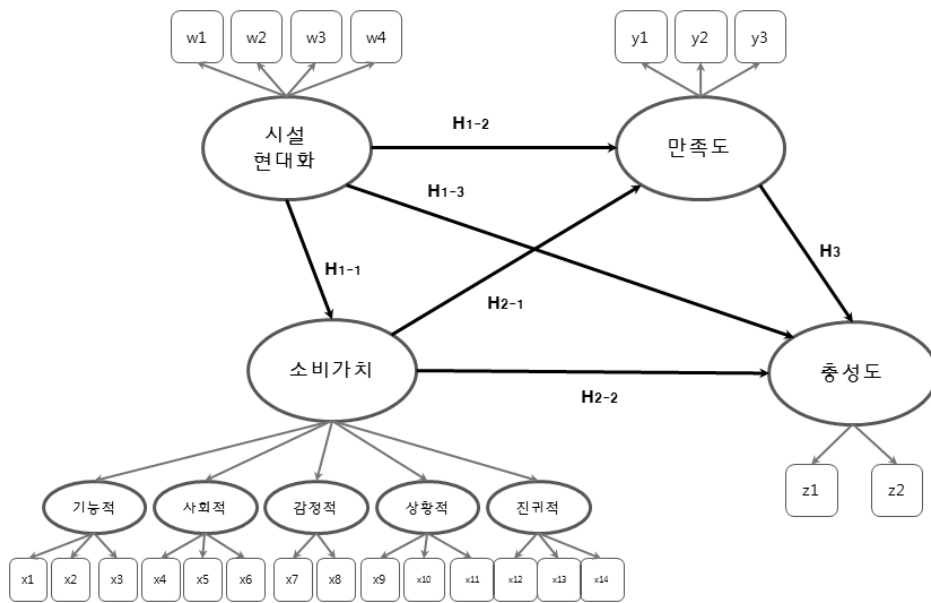 w1
w2
w3
w4
y1
y2
y3
시설
현대화
H1-2
만족도
H1-3
H1-1
H2-1
H3
소비가치
H2-2
충성도
z1
z2
기능적
사회적
감정적
상황적
진귀적
x1
x2
x3
x4
x5
x6
x7
x8
x9
x10
x11
x12
x13
x14